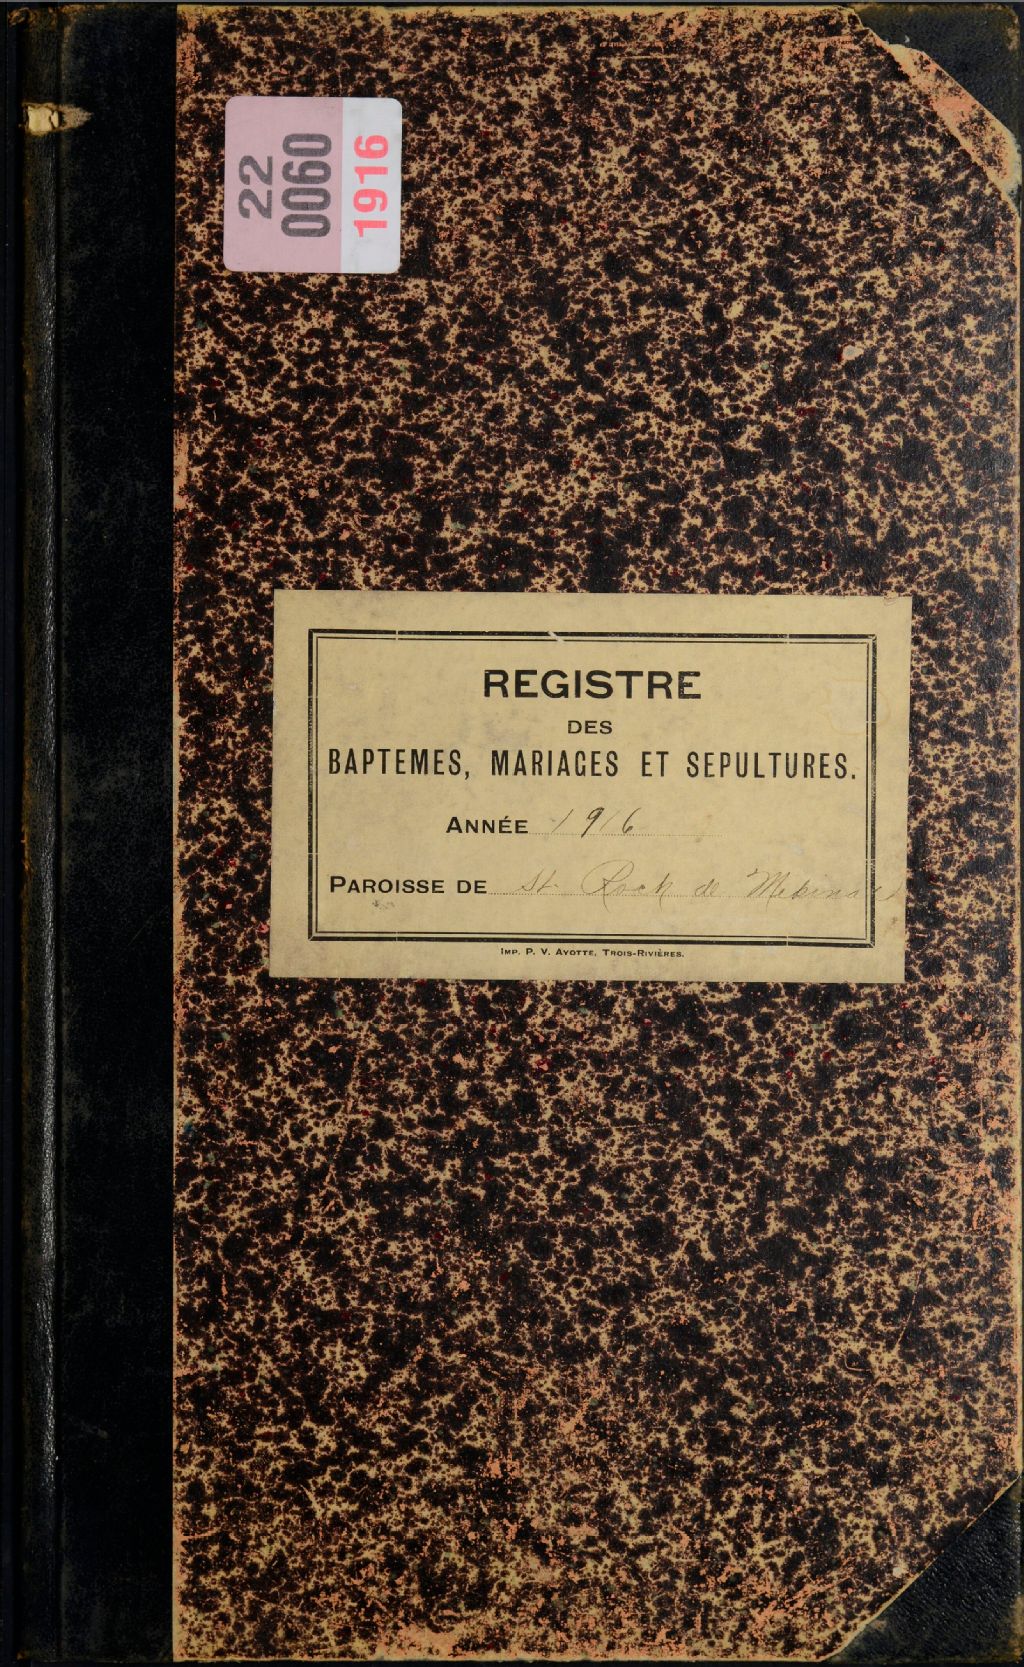 22
0060
1916
REGISTRE
DES
BAPTEMES, MARIAGES ET SEPULTURES.
ANNÉE 1916
PAROISSE DE St. Roch de Mékinac
IMP. P. V. AYOTTE, TROIS-RIVIÈRES.